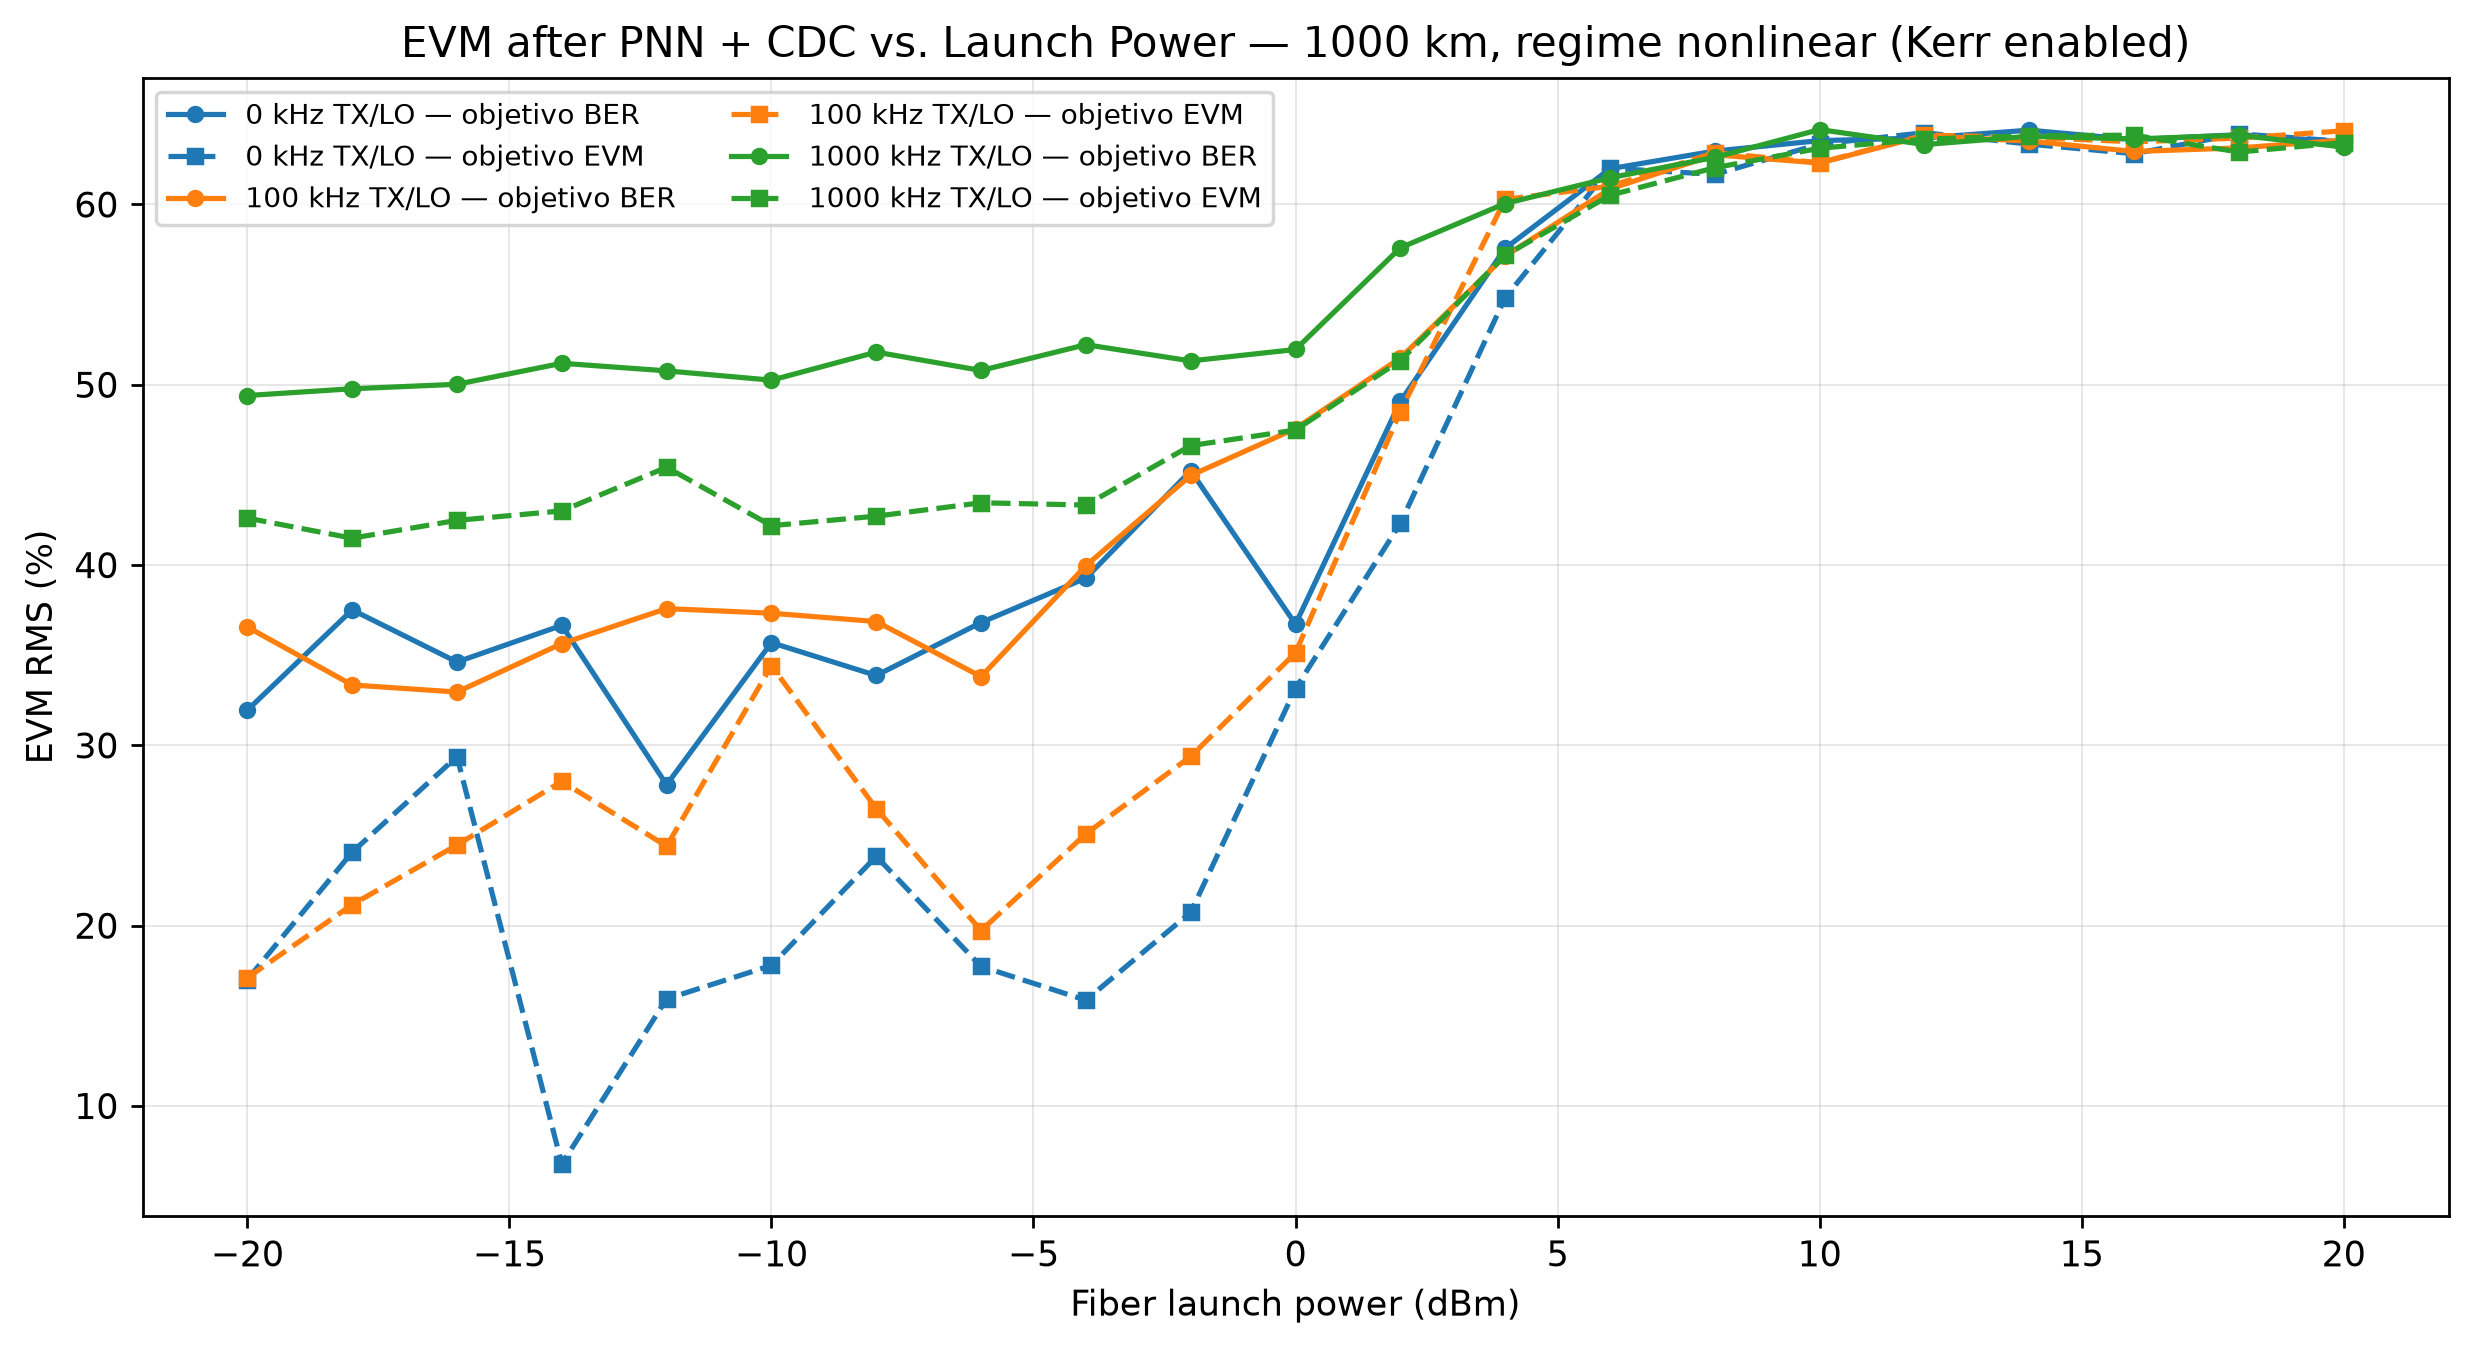 EVM after PNN + CDC vs. Launch Power — 1000 km, regime nonlinear (Kerr enabled)
0 kHz TX/LO — objetivo BER
0 kHz TX/LO — objetivo EVM
100 kHz TX/LO — objetivo BER
100 kHz TX/LO — objetivo EVM
1000 kHz TX/LO — objetivo BER
1000 kHz TX/LO — objetivo EVM
EVM RMS (%)
60
50
40
30
20
10
−20 −15 −10 −5 0 5 10 15 20
Fiber launch power (dBm)